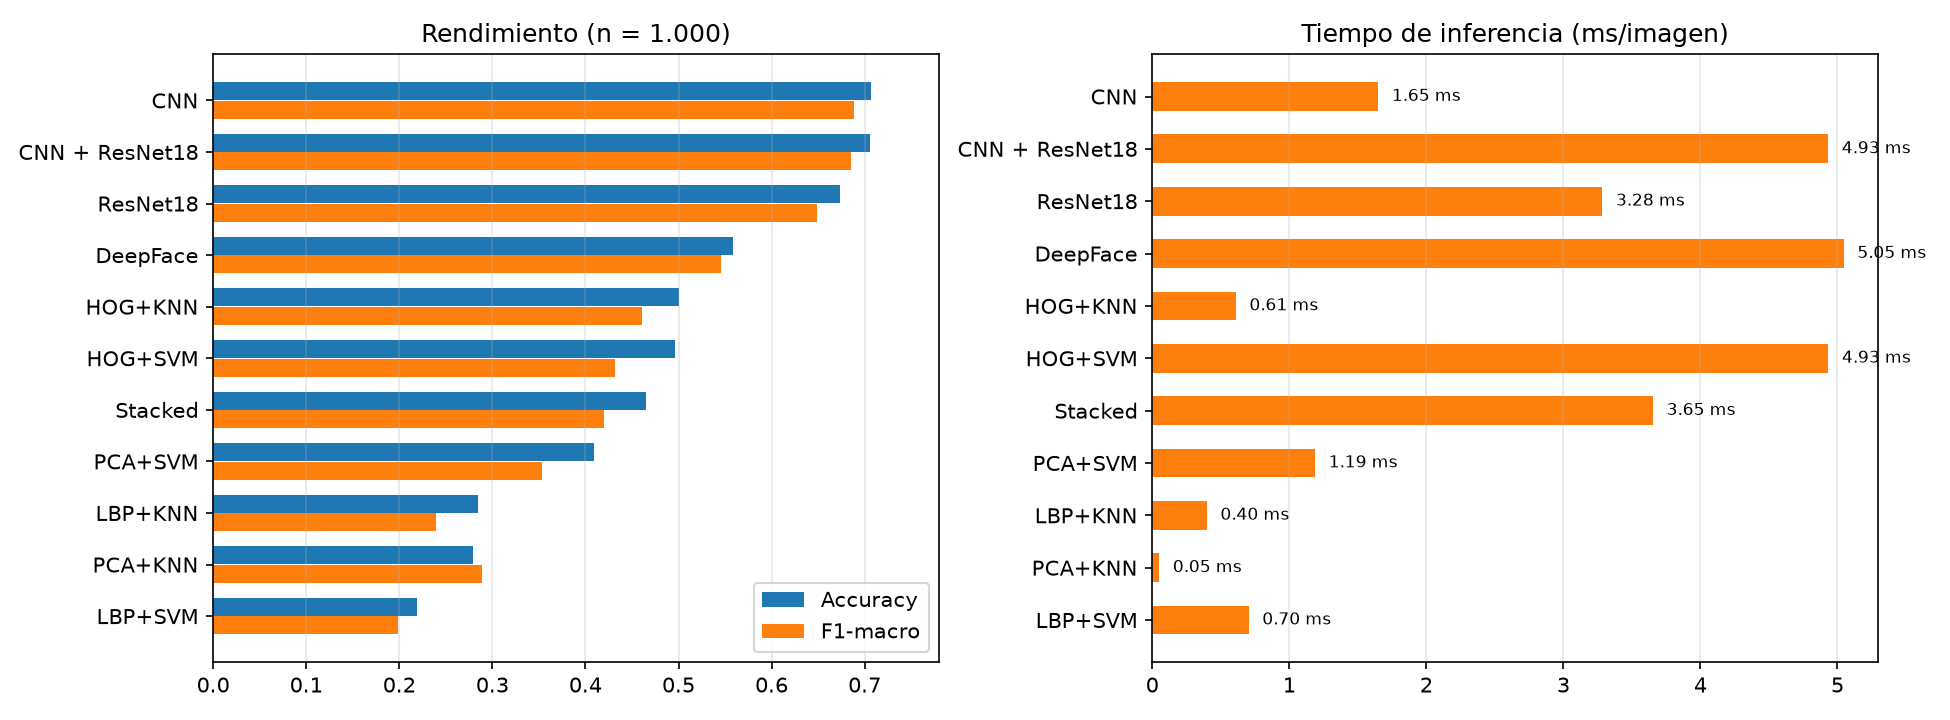 Rendimiento (n = 1.000)
CNN
CNN + ResNet18
ResNet18
DeepFace
HOG+KNN
HOG+SVM
Stacked
PCA+SVM
LBP+KNN
PCA+KNN
LBP+SVM
Accuracy
F1-macro
0.0 0.1 0.2 0.3 0.4 0.5 0.6 0.7
Tiempo de inferencia (ms/imagen)
CNN 1.65 ms
CNN + ResNet18 4.93 ms
ResNet18 3.28 ms
DeepFace 5.05 ms
HOG+KNN 0.61 ms
HOG+SVM 4.93 ms
Stacked 3.65 ms
PCA+SVM 1.19 ms
LBP+KNN 0.40 ms
PCA+KNN 0.05 ms
LBP+SVM 0.70 ms
0 1 2 3 4 5